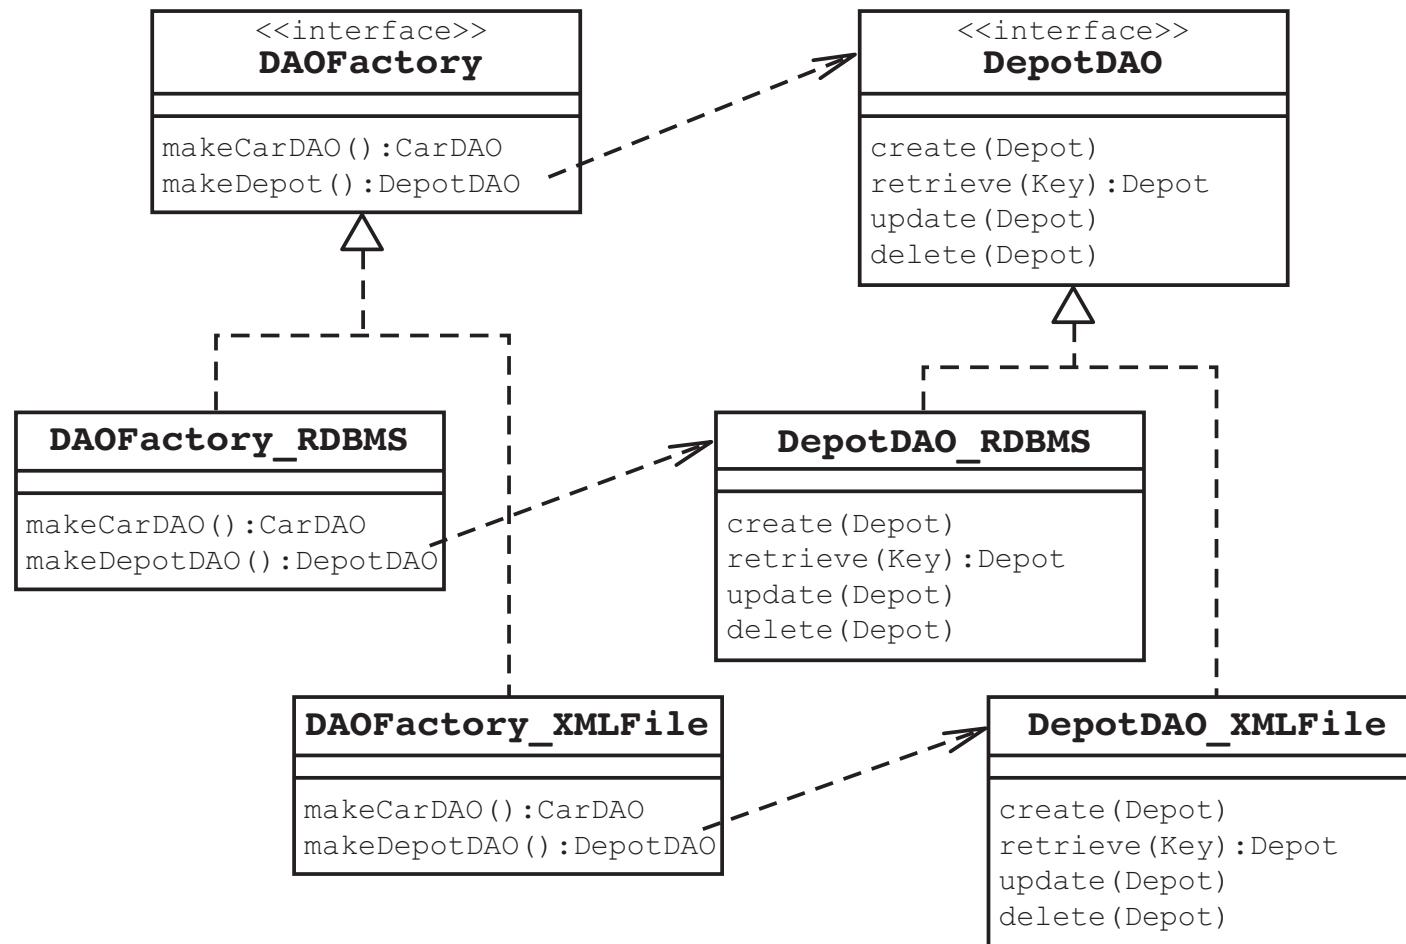 <<interface>>
DAOFactory
makeCarDAO():CarDAO
makeDepot():DepotDAO
<<interface>>
DepotDAO
create(Depot)
retrieve(Key):Depot
update(Depot)
delete(Depot)
DAOFactory_RDBMS
makeCarDAO():CarDAO
makeDepotDAO():DepotDAO
DepotDAO_RDBMS
create(Depot)
retrieve(Key):Depot
update(Depot)
delete(Depot)
DAOFactory_XMLFile
makeCarDAO():CarDAO
makeDepotDAO():DepotDAO
DepotDAO_XMLFile
create(Depot)
retrieve(Key):Depot
update(Depot)
delete(Depot)